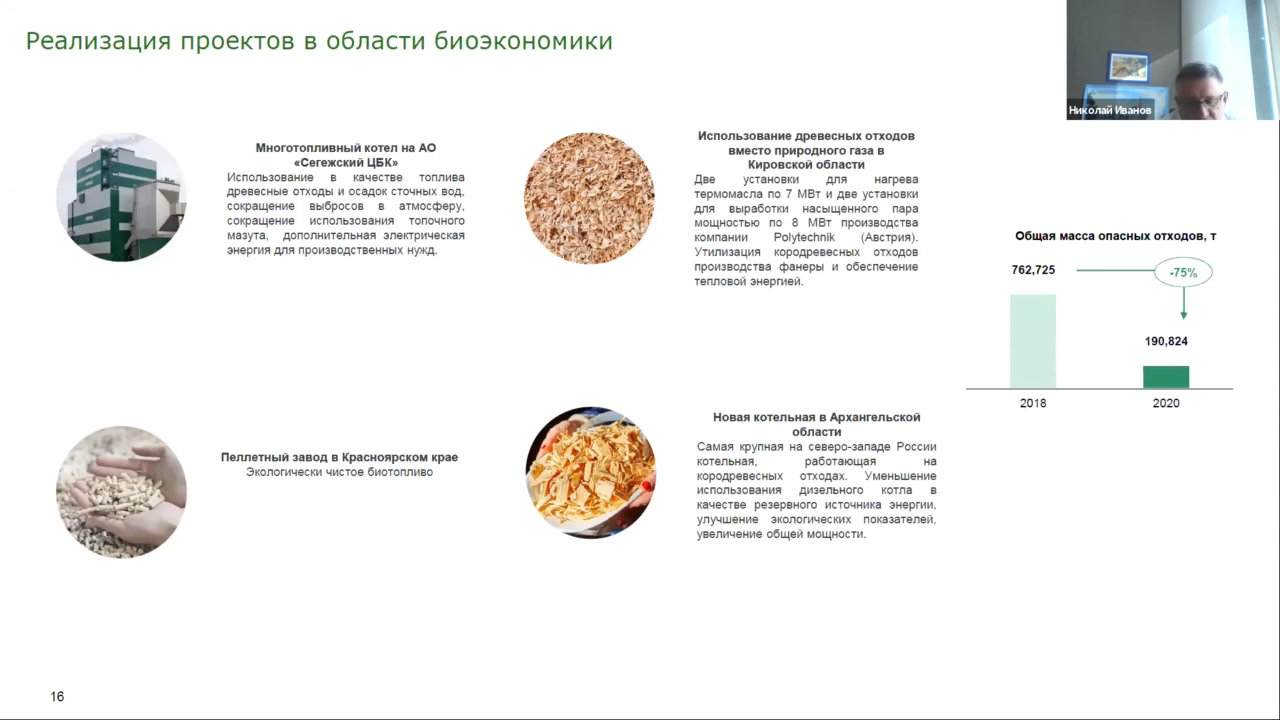 Реализация проектов в области биоэкономики
Николай Иванов
Многотопливный котел на АО
«Сегежский ЦБК»
Использование в качестве топлива
древесные отходы и осадок сточных вод,
сокращение выбросов в атмосферу,
сокращение использования топочного
мазута, дополнительная электрическая
энергия для производственных нужд.
Использование древесных отходов
вместо природного газа в
Кировской области
Две установки для нагрева
термомасла по 7 МВт и две установки
для выработки насыщенного пара
мощностью по 8 МВт производства
компании Polytechnik (Австрия).
Утилизация кородревесных отходов
производства фанеры и обеспечение
тепловой энергией.
Общая масса опасных отходов, т
762,725
-75%
190,824
2018
2020
Пеллетный завод в Красноярском крае
Экологически чистое биотопливо
Новая котельная в Архангельской
области
Самая крупная на северо-западе России
котельная, работающая на
кородревесных отходах. Уменьшение
использования дизельного котла в
качестве резервного источника энергии,
улучшение экологических показателей,
увеличение общей мощности.
16